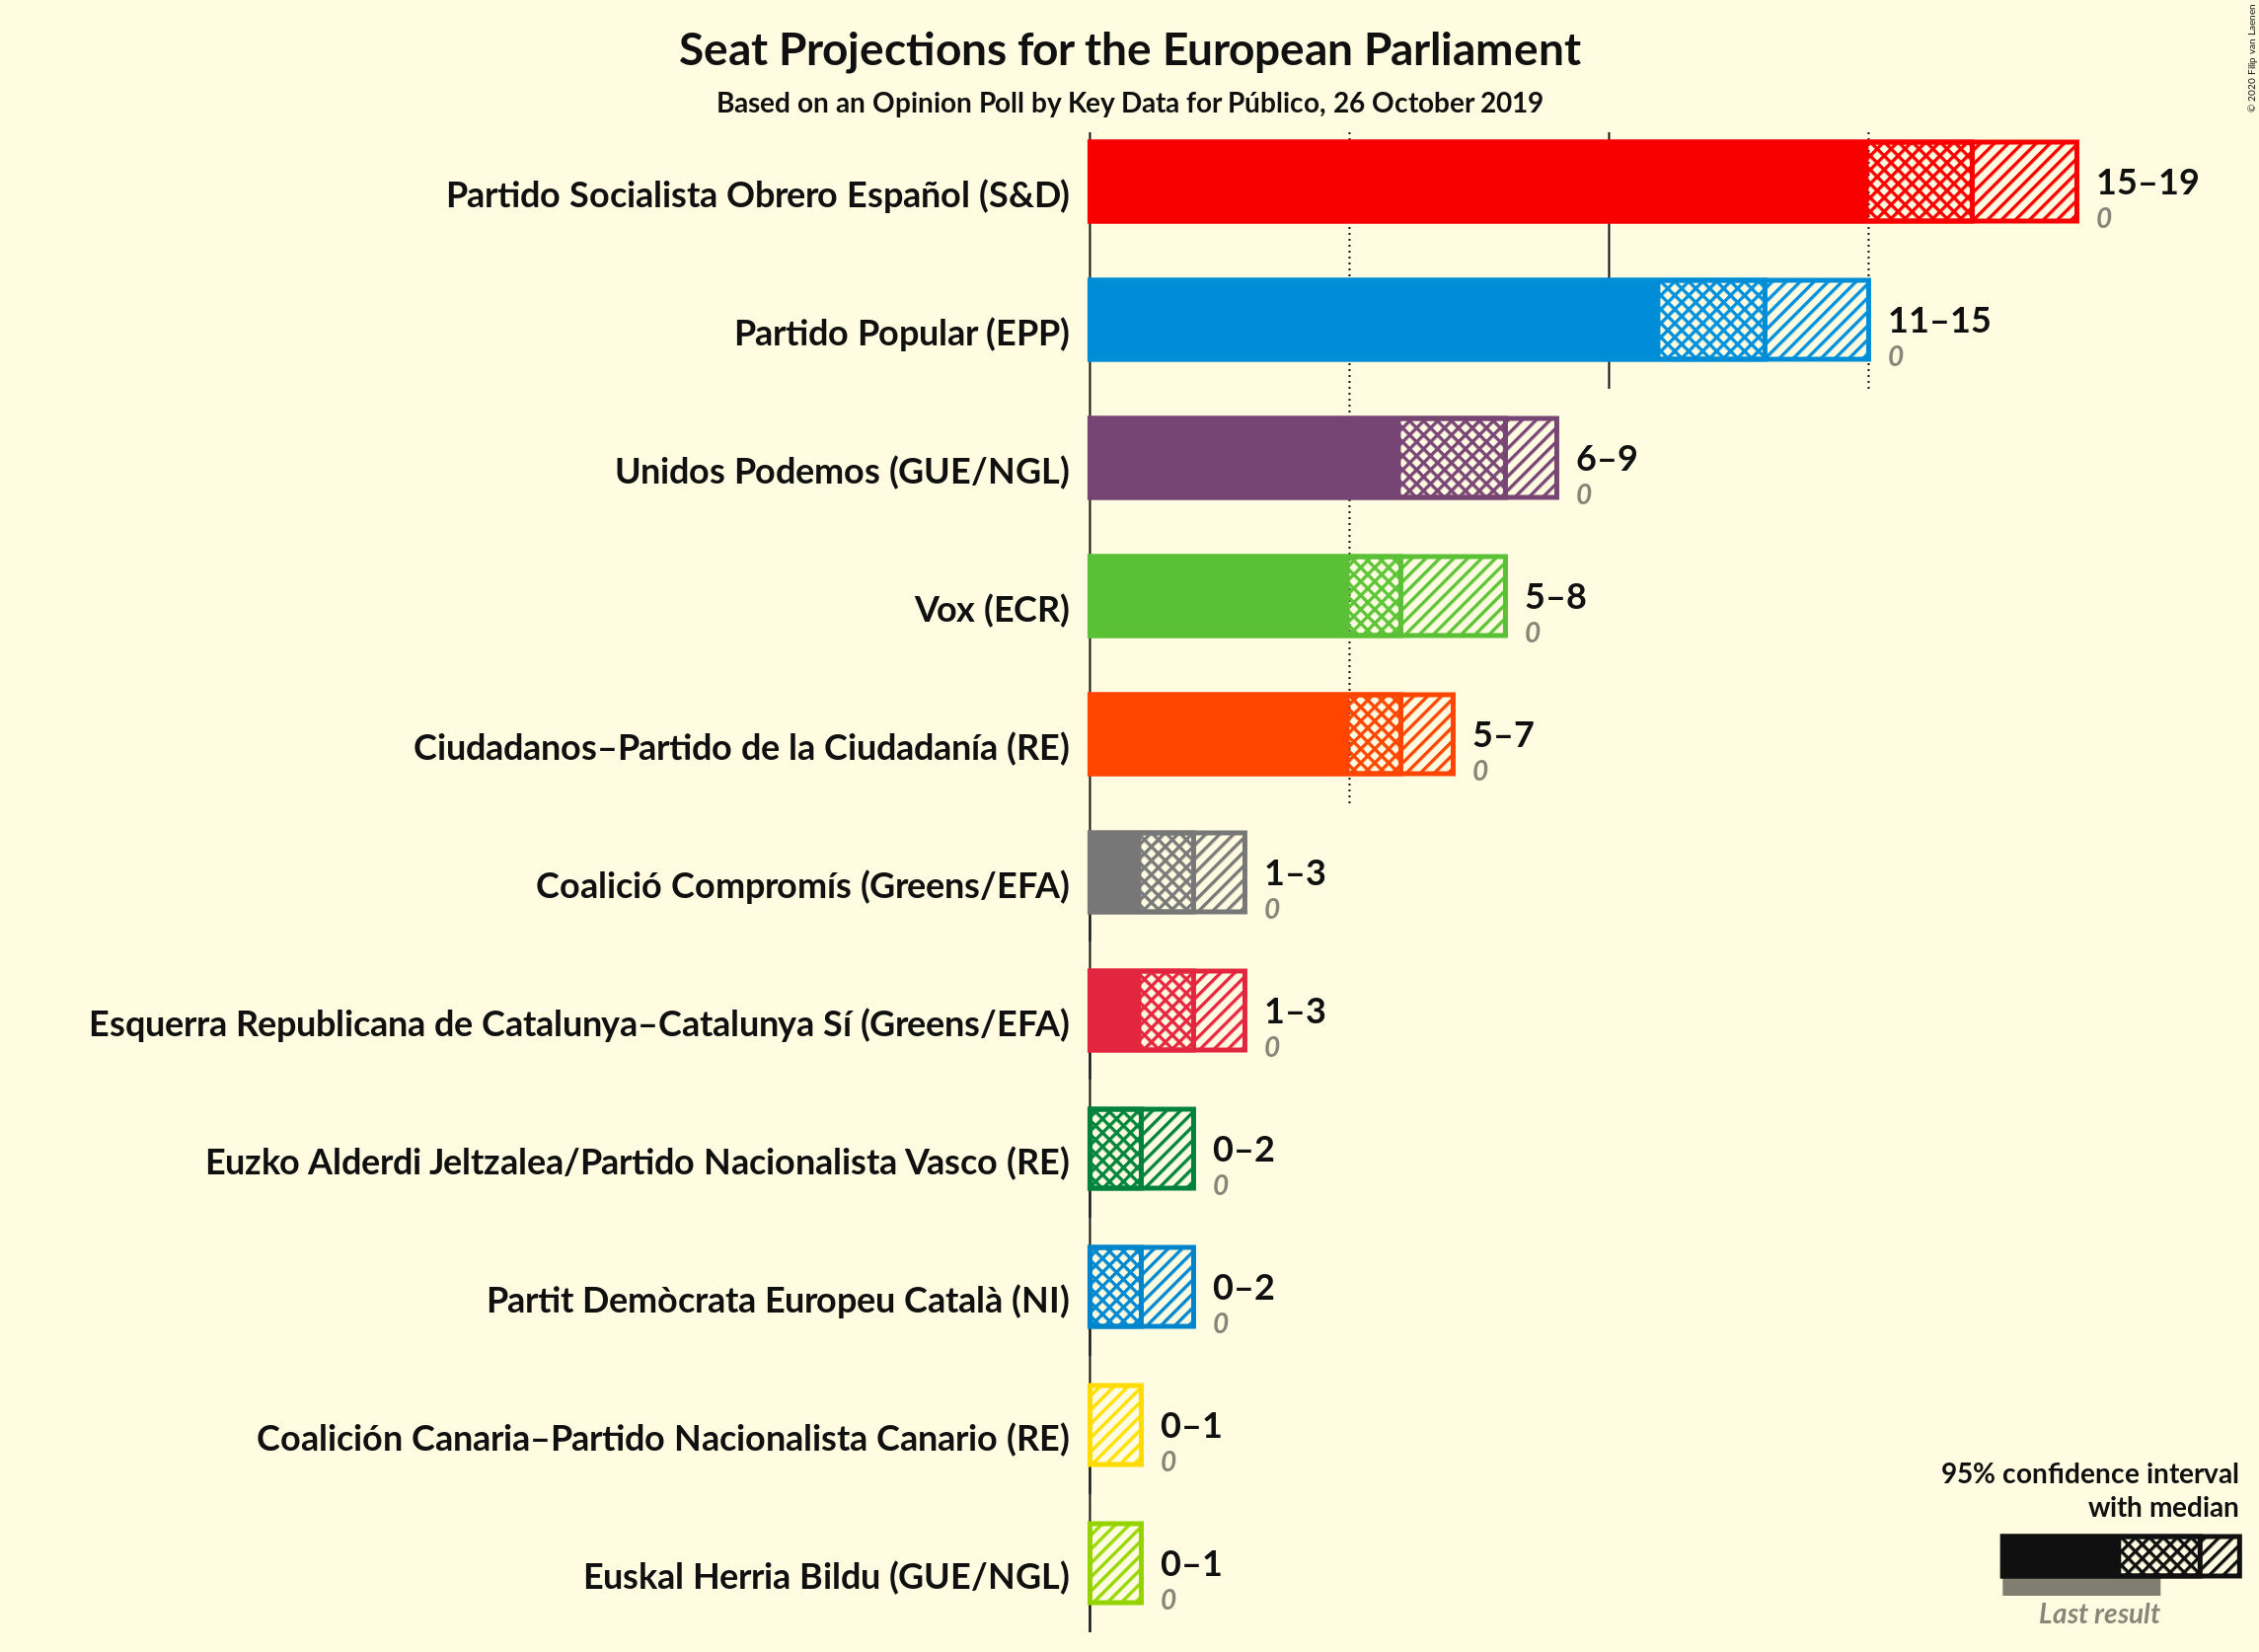 Seat Projections for the European Parliament
Based on an Opinion Poll by Key Data for Público, 26 October 2019
© 2020 Filip van Laenen
Partido Socialista Obrero Español (S&D)
15–19
0
Partido Popular (EPP)
11–15
0
Unidos Podemos (GUE/NGL)
6–9
0
Vox (ECR)
5–8
0
Ciudadanos–Partido de la Ciudadanía (RE)
5–7
0
Coalició Compromís (Greens/EFA)
1–3
0
Esquerra Republicana de Catalunya–Catalunya Sí (Greens/EFA)
1–3
0
Euzko Alderdi Jeltzalea/Partido Nacionalista Vasco (RE)
0–2
0
Partit Demòcrata Europeu Català (NI)
0–2
0
Coalición Canaria–Partido Nacionalista Canario (RE)
0–1
0
Euskal Herria Bildu (GUE/NGL)
0–1
0
95% confidence interval
with median
Last result